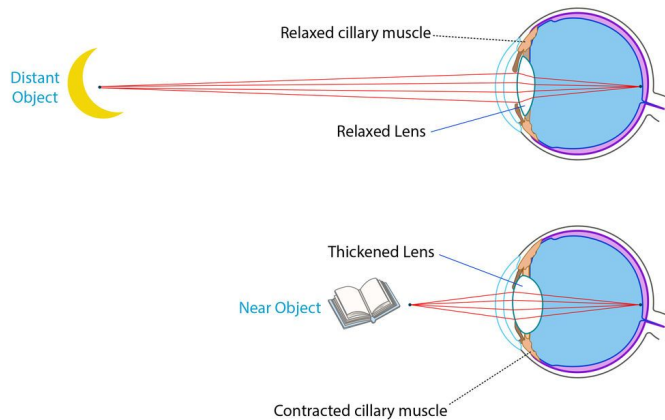 Relaxed cillary muscle
Distant
Object
Relaxed Lens
Thickened Lens
Near Object
Contracted cillary muscle